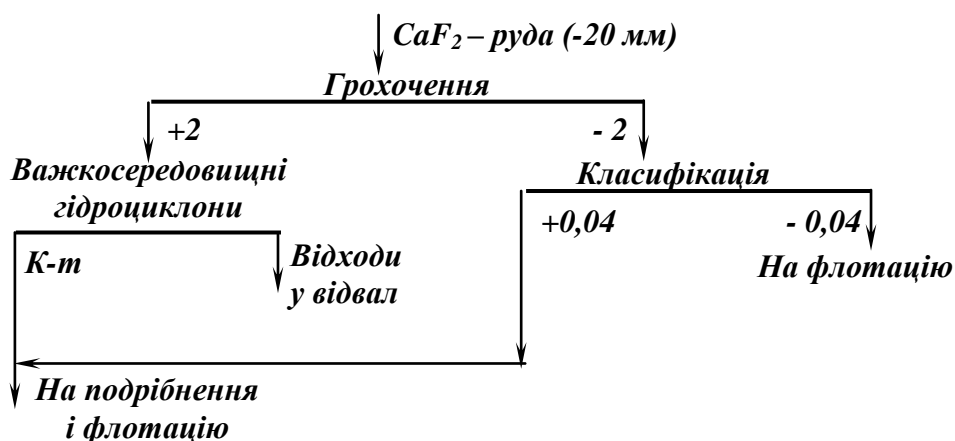 CaF2 – руда (-20 мм)
Грохочення
+2
- 2
Важкосередовищні
гідроциклони
Класифікація
+0,04
- 0,04
К-т
Відходи
у відвал
На флотацію
На подрібнення
і флотацію